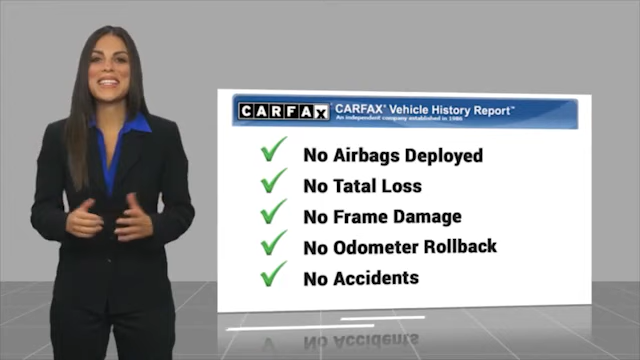 CARFAX CARFAX® Vehicle History Report™
An independent company established in 1986
No Airbags Deployed
No Tatal Loss
No Frame Damage
No Odometer Rollback
No Accidents